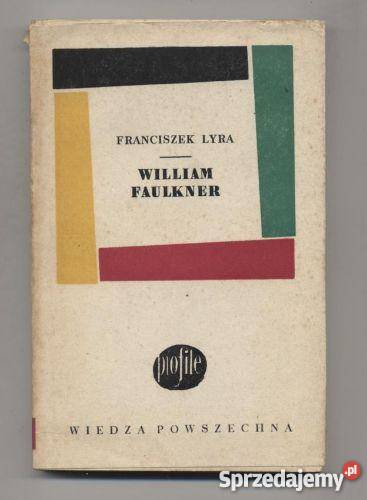 FRANCISZEK LYRA
WILLIAM
FAULKNER
profile
WIEDZA POWSZECHNA
Sprzedajemy.pl